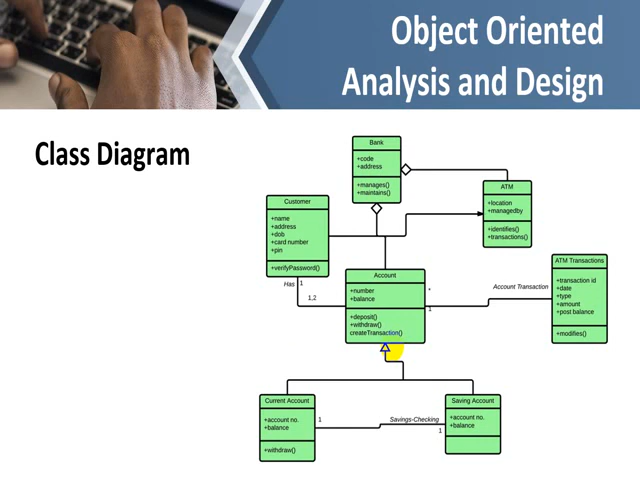 Object Oriented
Analysis and Design
Class Diagram
Bank
+code
+address
+manages()
+maintains()
ATM
+location
+managedby
+identifies()
+transactions()
Customer
+name
+address
+dob
+card number
+pin
+verifyPassword()
Has
1
1,2
Account
+number
+balance
+deposit()
+withdraw()
createTransaction()
*
1
Account Transaction
ATM Transactions
+transaction id
+date
+type
+amount
+post balance
+modifies()
Current Account
+account no.
+balance
+withdraw()
1
Savings-Checking
1
Saving Account
+account no.
+balance